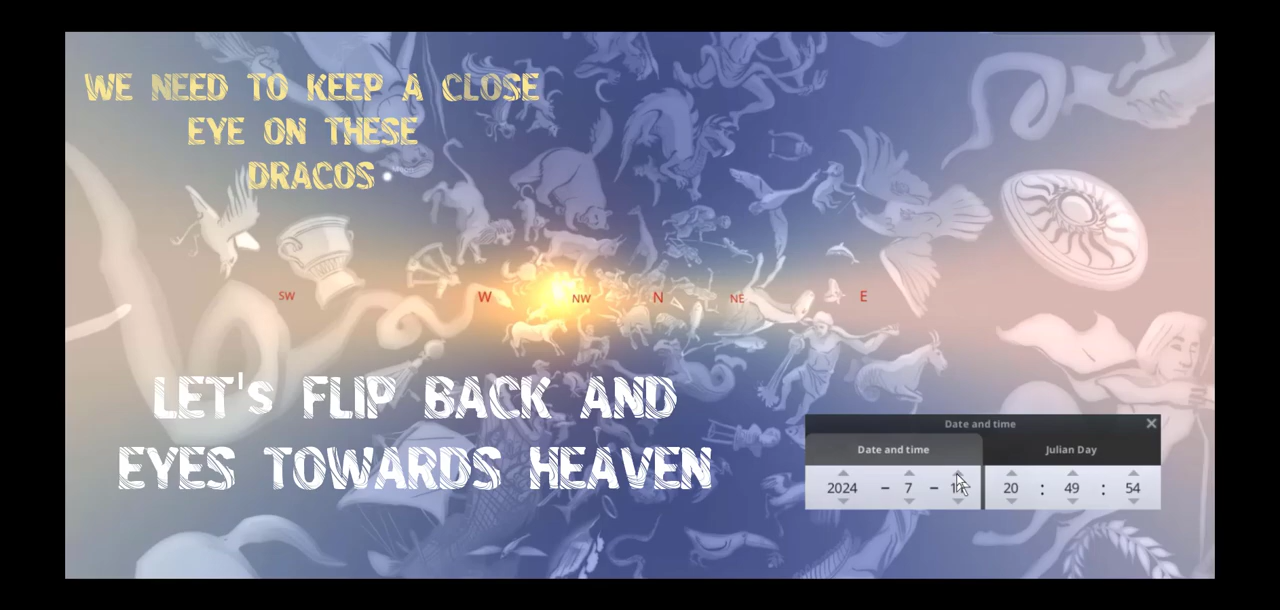 WE NEED TO KEEP A CLOSE
EYE ON THESE
DRACOS
SW W NW N NE E
LET's FLIP BACK AND
EYES TOWARDS HEAVEN
Date and time
Date and time Julian Day
2024 - 7 - 20 : 49 : 54